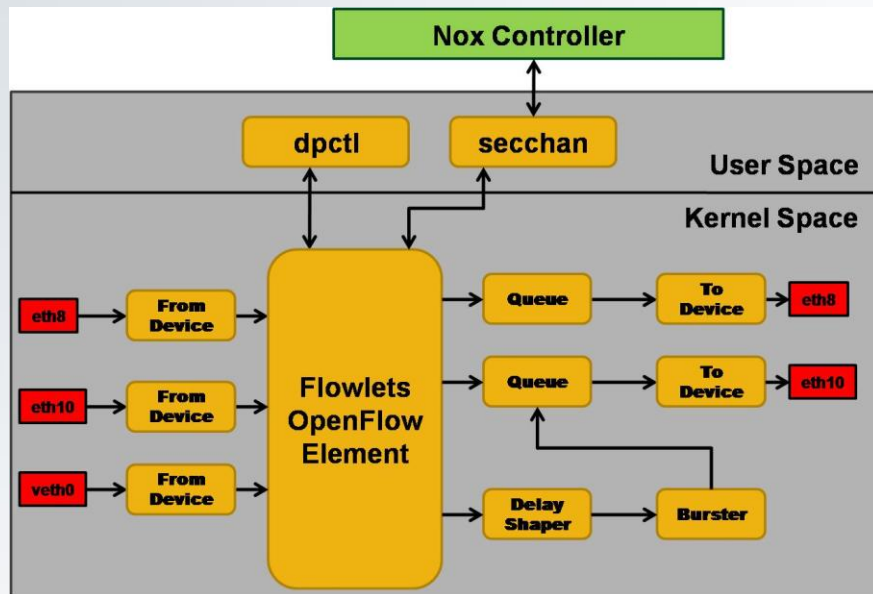 Nox Controller
dpctl
secchan
User Space
Kernel Space
eth8
From
Device
Queue
To
Device
eth8
eth10
From
Device
Flowlets
OpenFlow
Element
Queue
To
Device
eth10
veth0
From
Device
Delay
Shaper
Burster